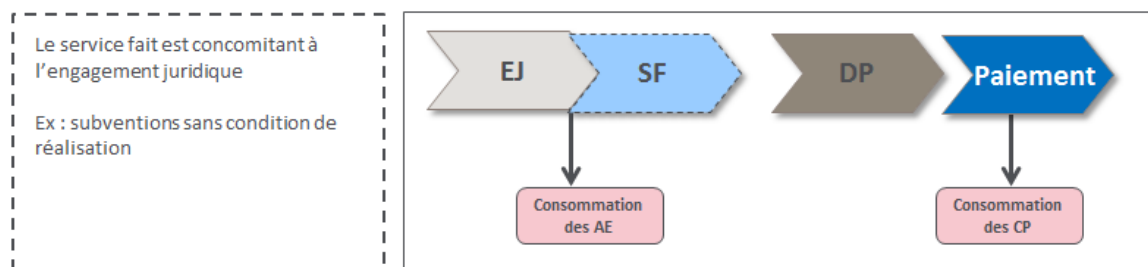 Le service fait est concomitant à
l'engagement juridique
Ex : subventions sans condition de
réalisation
EJ
SF
DP
Paiement
Consommation
des AE
Consommation
des CP